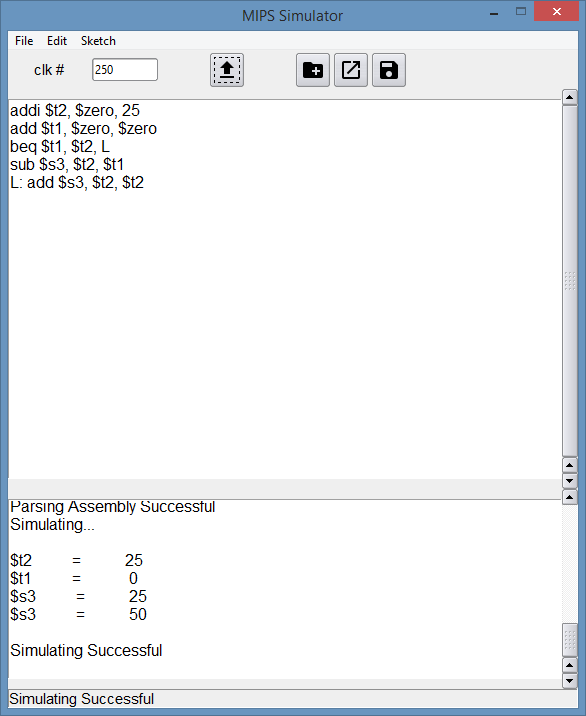 MIPS Simulator
File Edit Sketch
clk # 250
addi $t2, $zero, 25
add $t1, $zero, $zero
beq $t1, $t2, L
sub $s3, $t2, $t1
L: add $s3, $t2, $t2
Parsing Assembly Successful
Simulating...
$t2 = 25
$t1 = 0
$s3 = 25
$s3 = 50
Simulating Successful
Simulating Successful